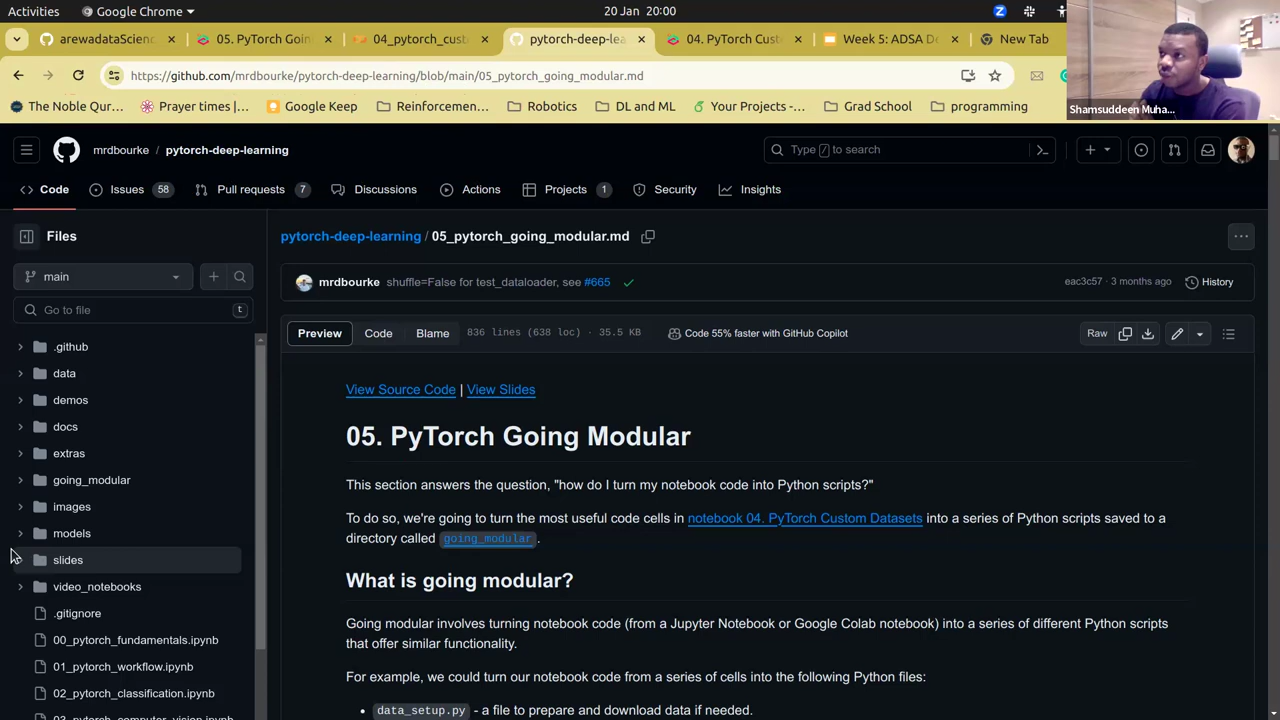 Activities
Google Chrome
20 Jan 20:00
arewadataScienc
05. PyTorch Goin
04_pytorch_cust
pytorch-deep-lea
04. PyTorch Cust
Week 5: ADSA De
New Tab
https://github.com/mrdbourke/pytorch-deep-learning/blob/main/05_pytorch_going_modular.md
The Noble Qur...
Prayer times |...
Google Keep
Reinforcemen...
Robotics
DL and ML
Your Projects -...
Grad School
programming
Shamsuddeen Muha...
mrdbourke / pytorch-deep-learning
Type / to search
Code
Issues 58
Pull requests 7
Discussions
Actions
Projects 1
Security
Insights
Files
main
Go to file
t
.github
data
demos
docs
extras
going_modular
images
models
slides
video_notebooks
.gitignore
00_pytorch_fundamentals.ipynb
01_pytorch_workflow.ipynb
02_pytorch_classification.ipynb
03_pytorch_computer_vision.ipynb
pytorch-deep-learning / 05_pytorch_going_modular.md
mrdbourke shuffle=False for test_dataloader, see #665
eac3c57 · 3 months ago
History
Preview
Code
Blame
836 lines (638 loc) · 35.5 KB
Code 55% faster with GitHub Copilot
Raw
View Source Code | View Slides
05. PyTorch Going Modular
This section answers the question, "how do I turn my notebook code into Python scripts?"
To do so, we're going to turn the most useful code cells in notebook 04. PyTorch Custom Datasets into a series of Python scripts saved to a
directory called going_modular.
What is going modular?
Going modular involves turning notebook code (from a Jupyter Notebook or Google Colab notebook) into a series of different Python scripts
that offer similar functionality.
For example, we could turn our notebook code from a series of cells into the following Python files:
• data_setup.py - a file to prepare and download data if needed.